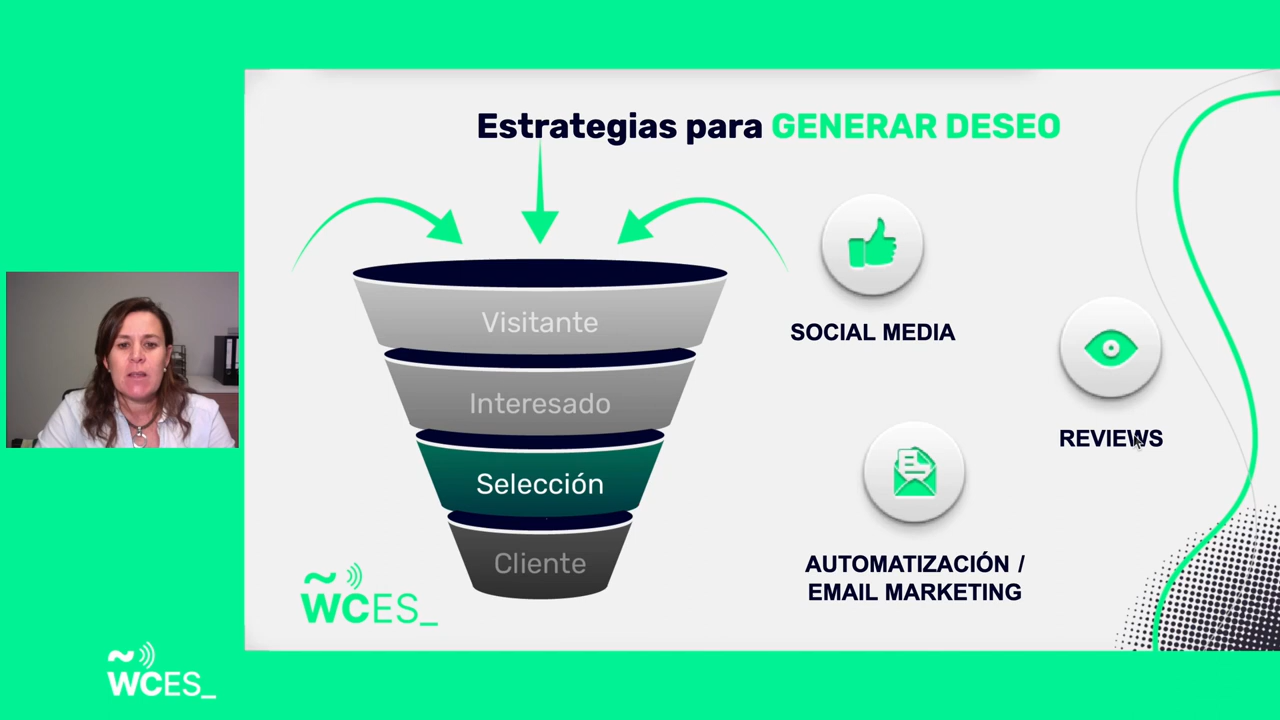 Estrategias para GENERAR DESEO
Visitante
Interesado
Selección
Cliente
SOCIAL MEDIA
REVIEWS
AUTOMATIZACIÓN /
EMAIL MARKETING
WCES_
WCES_